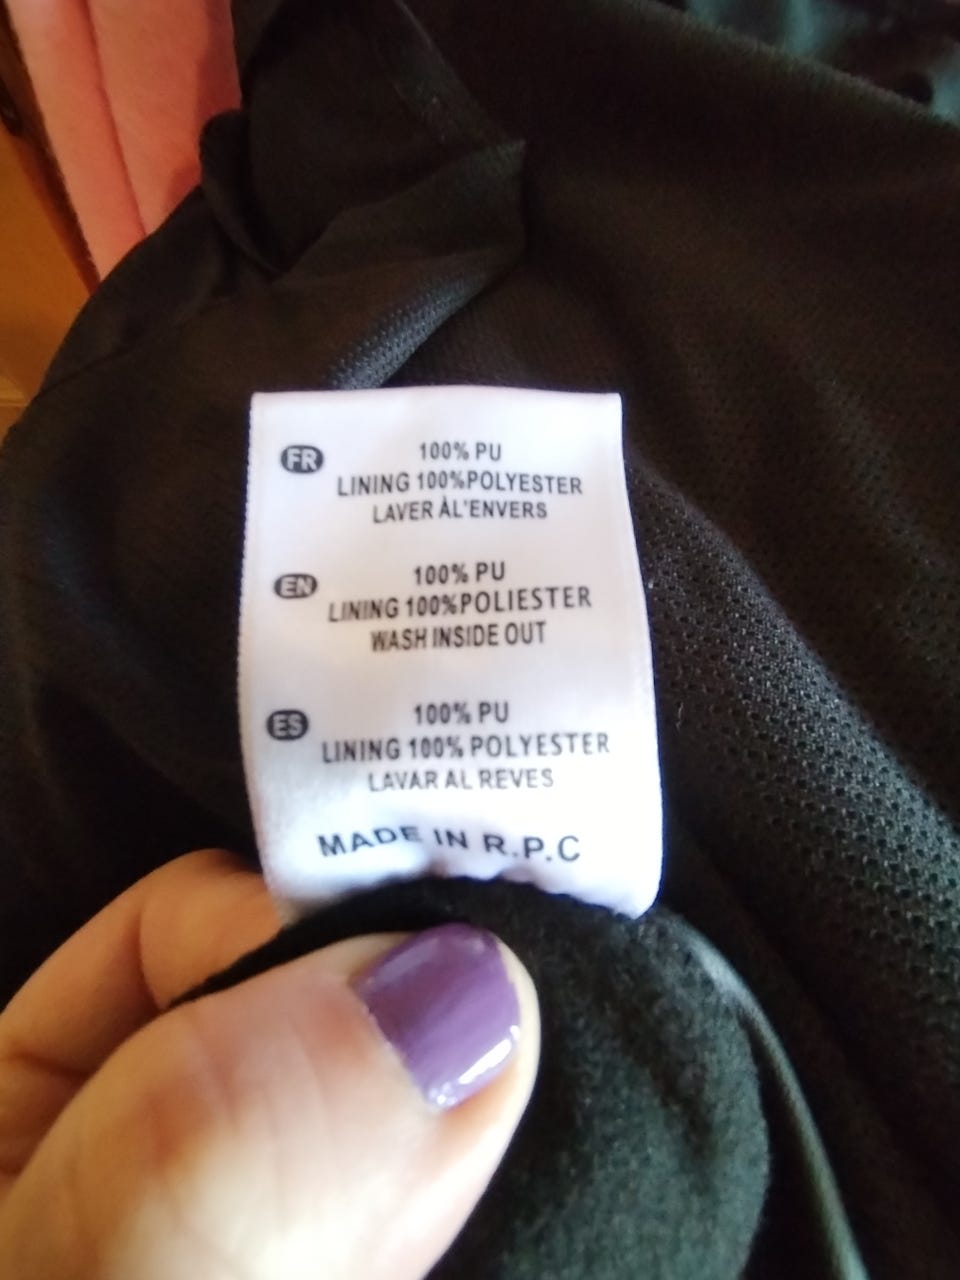 FR 100% PU
LINING 100%POLYESTER
LAVER ÀL'ENVERS
EN 100% PU
LINING 100%POLIESTER
WASH INSIDE OUT
ES 100% PU
LINING 100% POLYESTER
LAVAR AL REVES
MADE IN R.P.C